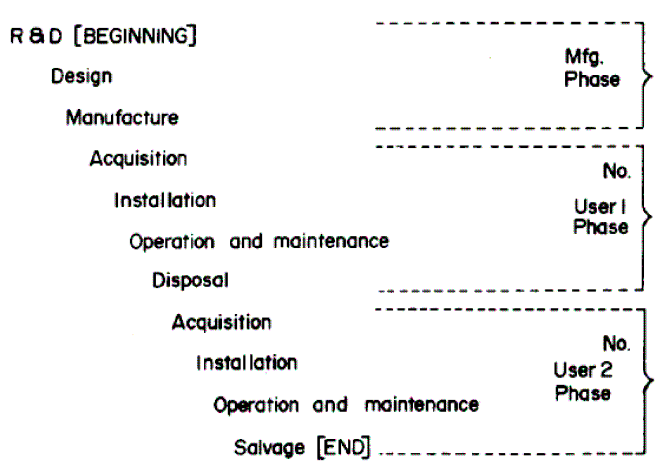 R & D [BEGINNING]
Design
Manufacture
Mfg.
Phase
Acquisition
Installation
Operation and maintenance
Disposal
No.
User 1
Phase
Acquisition
Installation
Operation and maintenance
Salvage [END]
No.
User 2
Phase